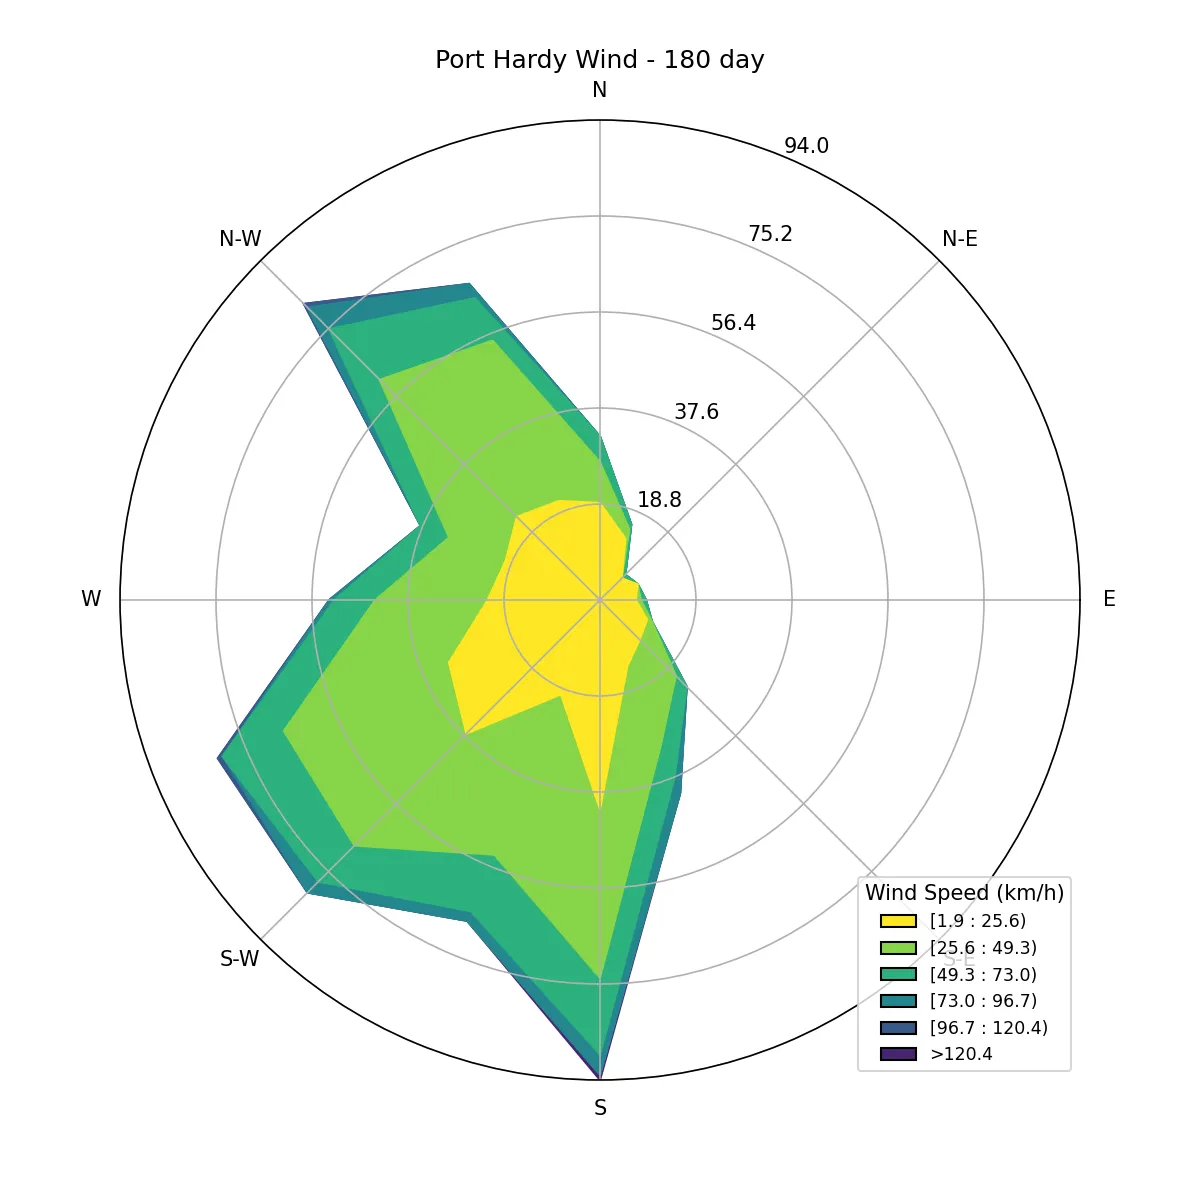 Port Hardy Wind - 180 day
N
94.0
75.2
N-W
N-E
56.4
37.6
18.8
W
E
Wind Speed (km/h)
[1.9 : 25.6)
[25.6 : 49.3)
S-W
S-E
[49.3 : 73.0)
[73.0 : 96.7)
[96.7 : 120.4)
>120.4
S